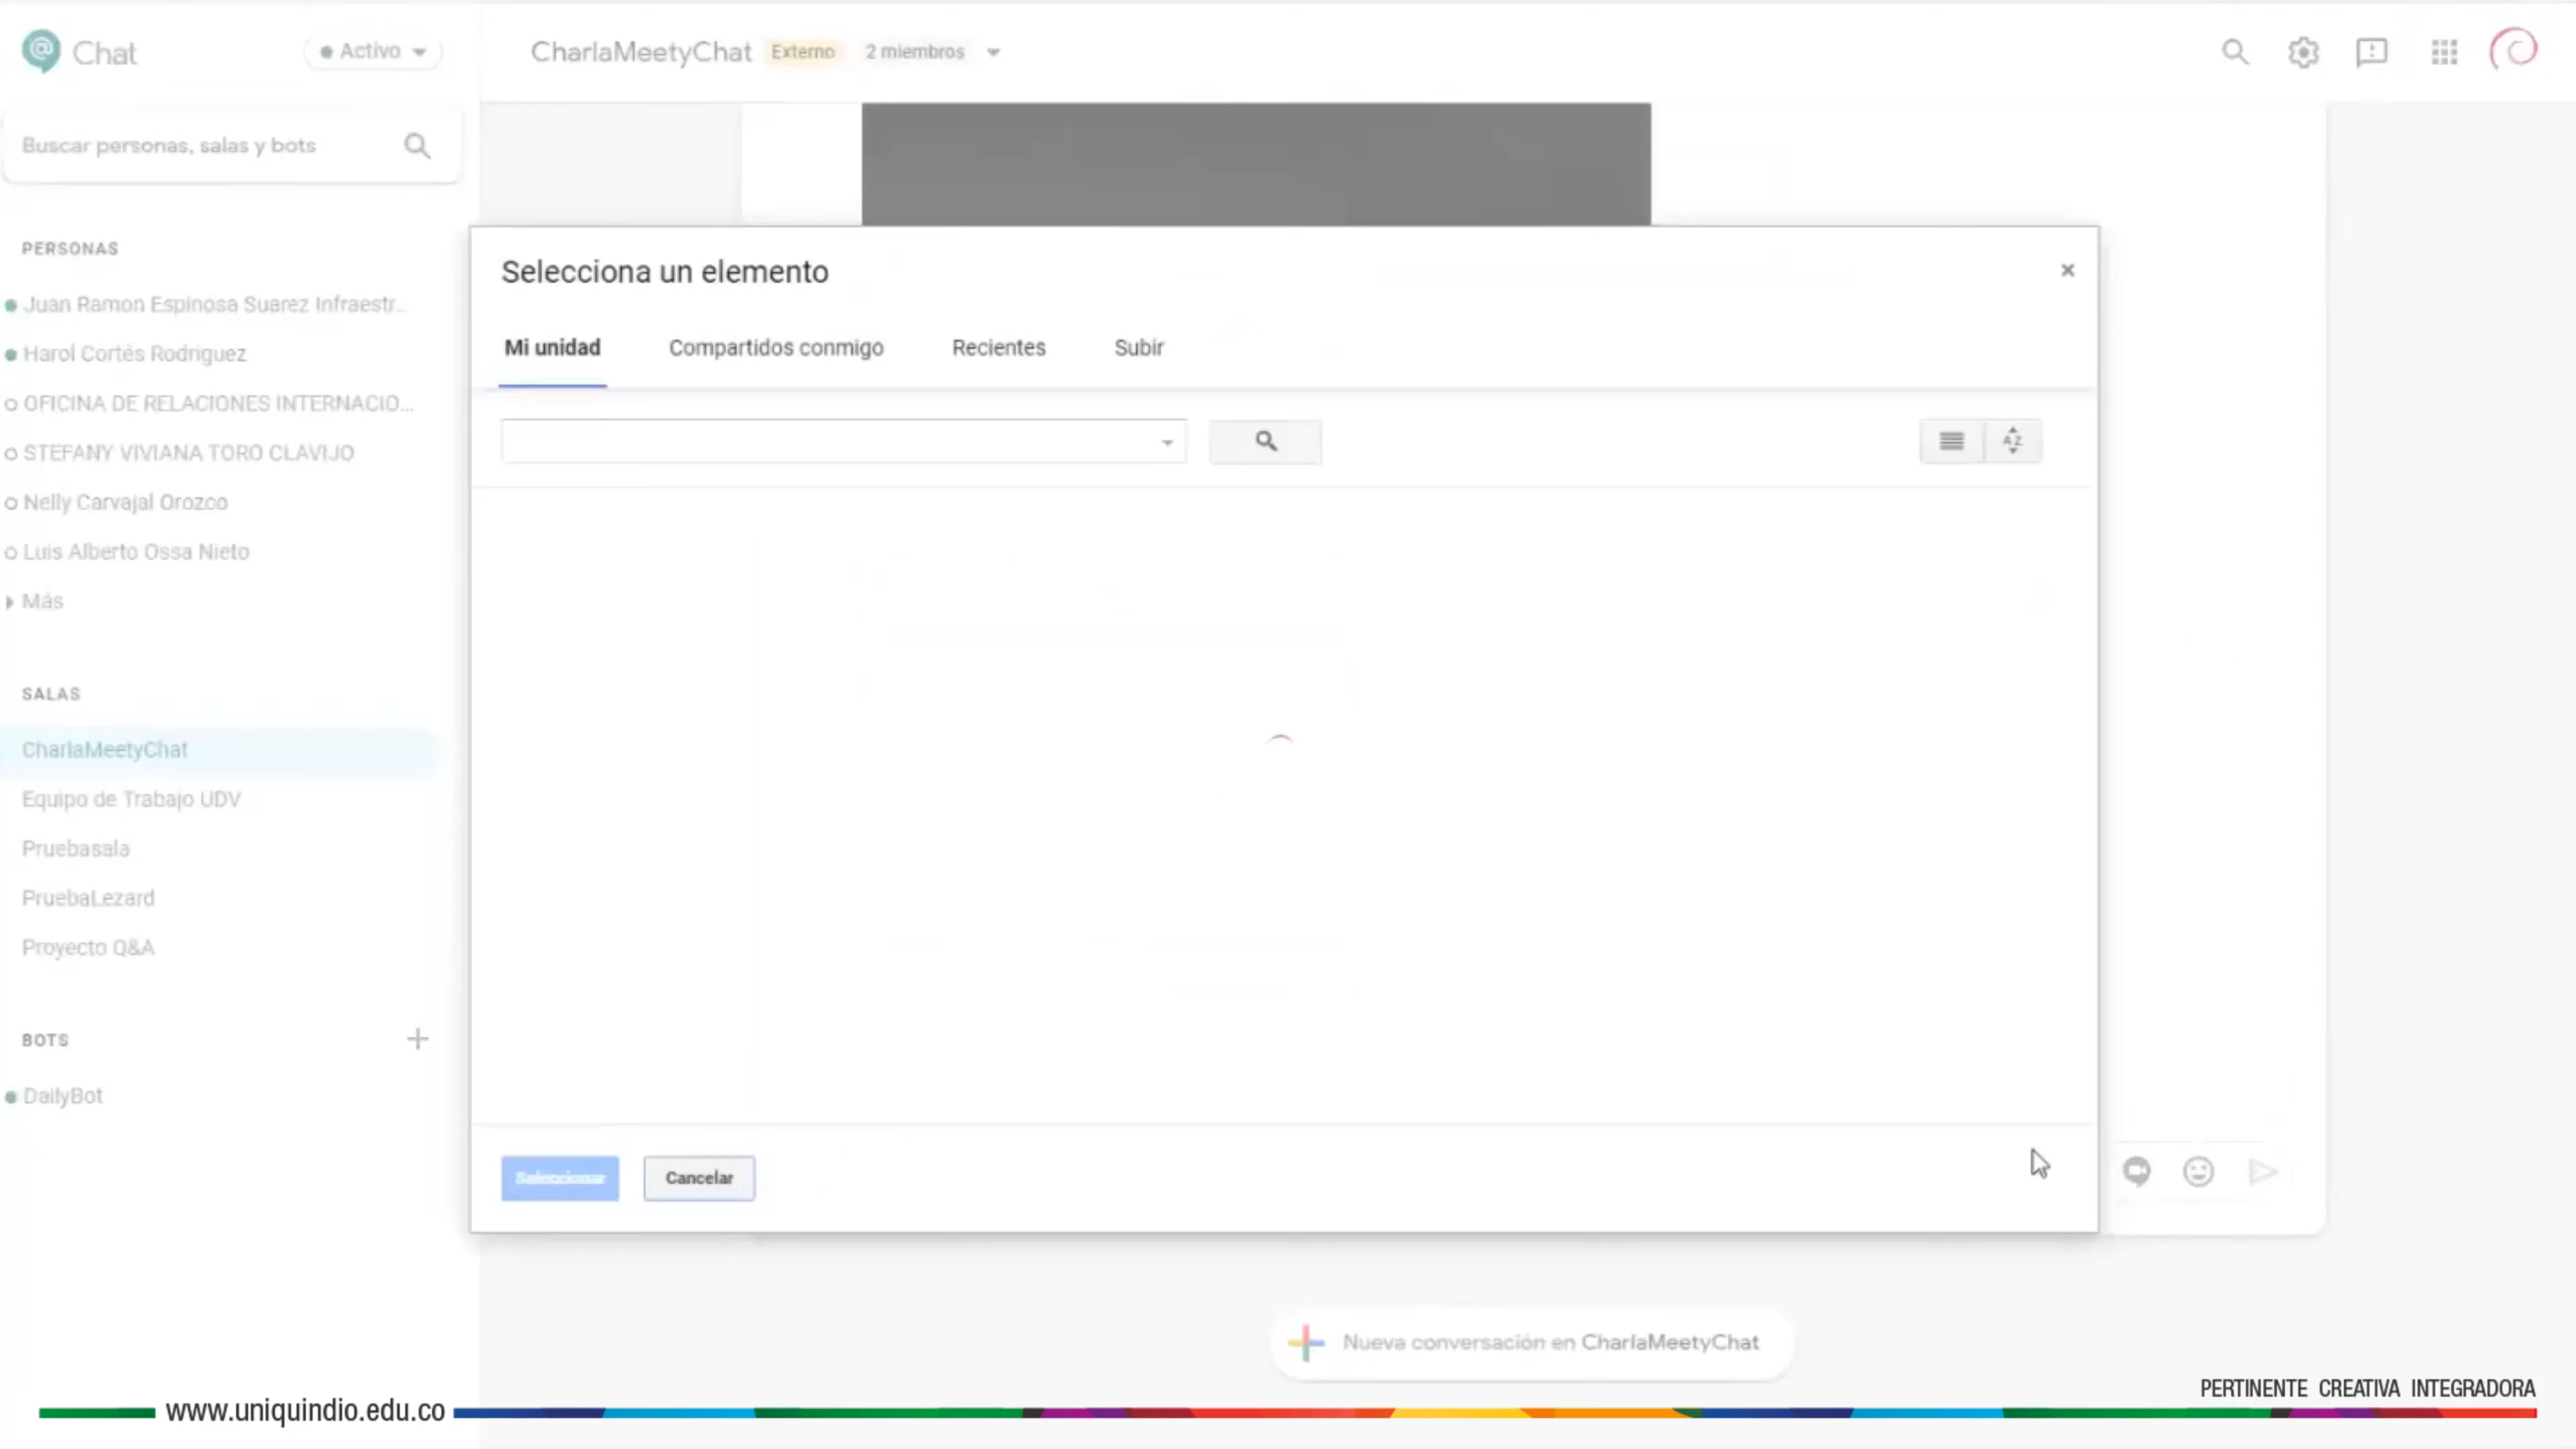 Chat
Activo
CharlaMeetyChat Externo 2 miembros
Buscar personas, salas y bots
PERSONAS
Juan Ramon Espinosa Suarez Infraestr...
Harol Cortés Rodriguez
OFICINA DE RELACIONES INTERNACIO...
STEFANY VIVIANA TORO CLAVIJO
Nelly Carvajal Orozco
Luis Alberto Ossa Nieto
Más
SALAS
CharlaMeetyChat
Equipo de Trabajo UDV
Pruebasala
PruebaLezard
Proyecto Q&A
BOTS
DailyBot
Selecciona un elemento
Mi unidad Compartidos conmigo Recientes Subir
AZ
Seleccionar Cancelar
Nueva conversación en CharlaMeetyChat
PERTINENTE CREATIVA INTEGRADORA
www.uniquindio.edu.co